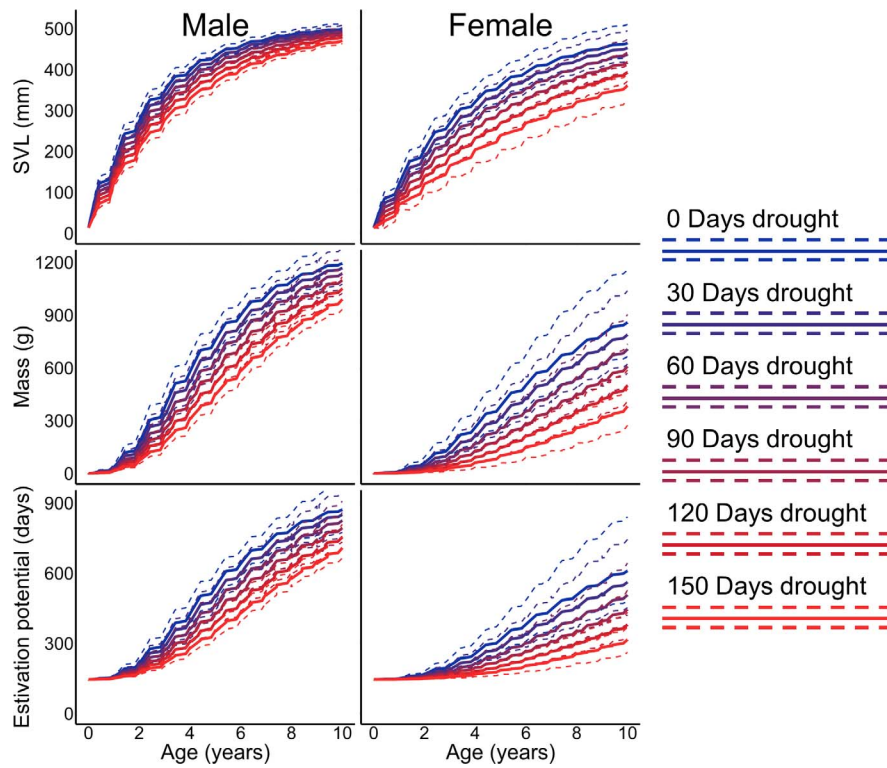 Male
Female
SVL (mm)
500
400
300
200
100
0
Mass (g)
1200
900
600
300
0
Estivation potential (days)
900
600
300
0
0 2 4 6 8 10
0 2 4 6 8 10
Age (years)
Age (years)
0 Days drought
30 Days drought
60 Days drought
90 Days drought
120 Days drought
150 Days drought